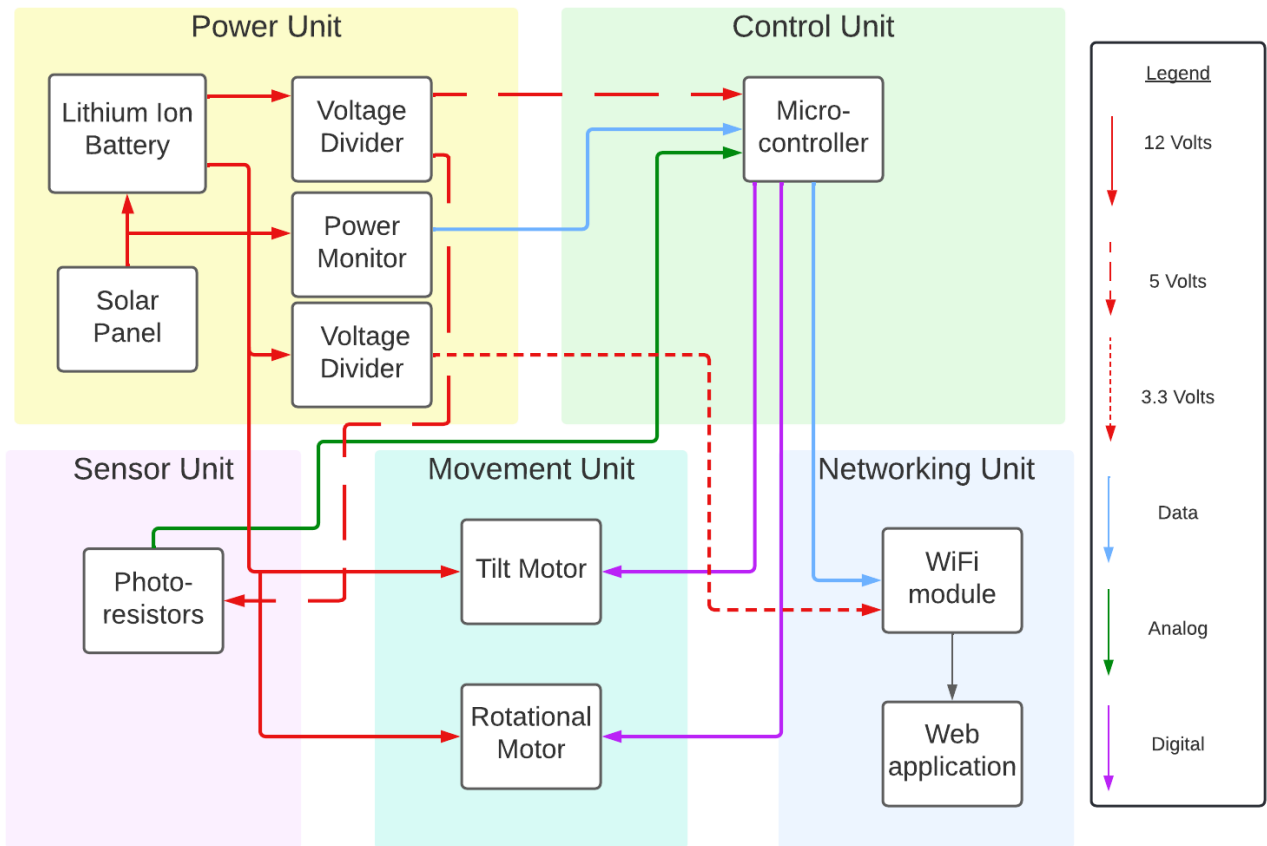 Power Unit
Lithium Ion
Battery
Voltage
Divider
Power
Monitor
Solar
Panel
Voltage
Divider
Control Unit
Micro-
controller
Sensor Unit
Photo-
resistors
Movement Unit
Tilt Motor
Rotational
Motor
Networking Unit
WiFi
module
Web
application
Legend
12 Volts
5 Volts
3.3 Volts
Data
Analog
Digital